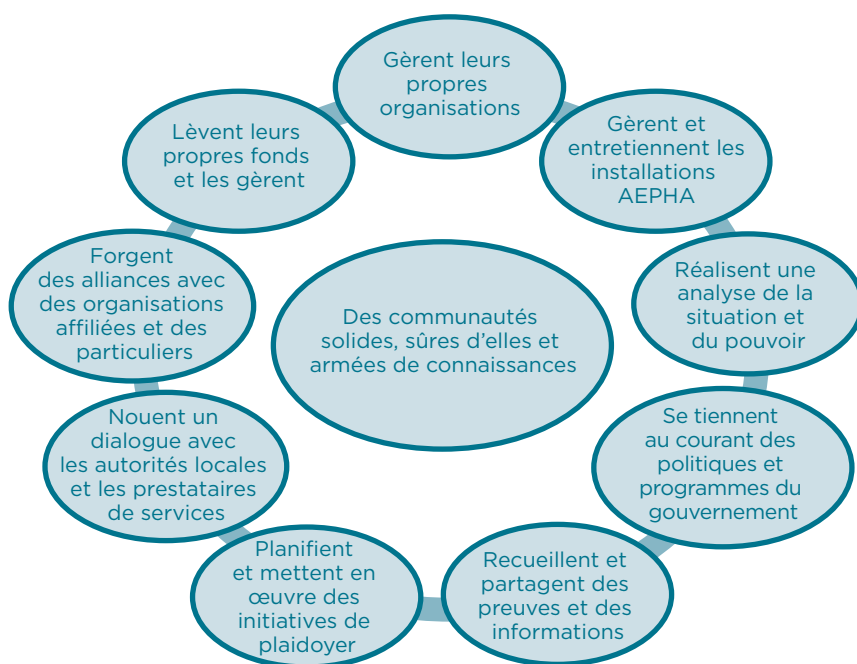 Gèrent leurs
propres
organisations
Gèrent et
entretiennent les
installations
AEPHA
Réalisent une
analyse de la
situation et
du pouvoir
Se tiennent
au courant des
politiques et
programmes du
gouvernement
Recueillent et
partagent des
preuves et des
informations
Planifient
et mettent en
œuvre des
initiatives de
plaidoyer
Nouent un
dialogue avec
les autorités locales
et les prestataires
de services
Forgent
des alliances avec
des organisations
affiliées et des
particuliers
Lèvent leurs
propres fonds
et les gèrent
Des communautés
solides, sûres d’elles et
armées de connaissances